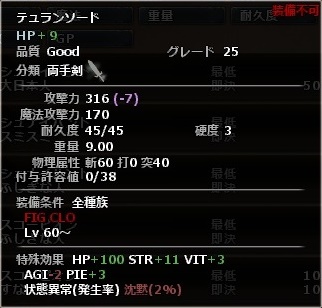 装備不可
テュランソード
HP+9
品質 Good グレード 25
分類 両手剣
攻撃力 316 (-7)
魔法攻撃力 170
耐久度 45/45 硬度 3
重量 9.00
物理属性 斬60 打0 突40
付与許容値 0/38
装備条件 全種族
FIG,CLO
Lv 60～
特殊効果 HP+100 STR+11 VIT+3
AGI-2 PIE+3
状態異常(発生率) 沈黙(2%)